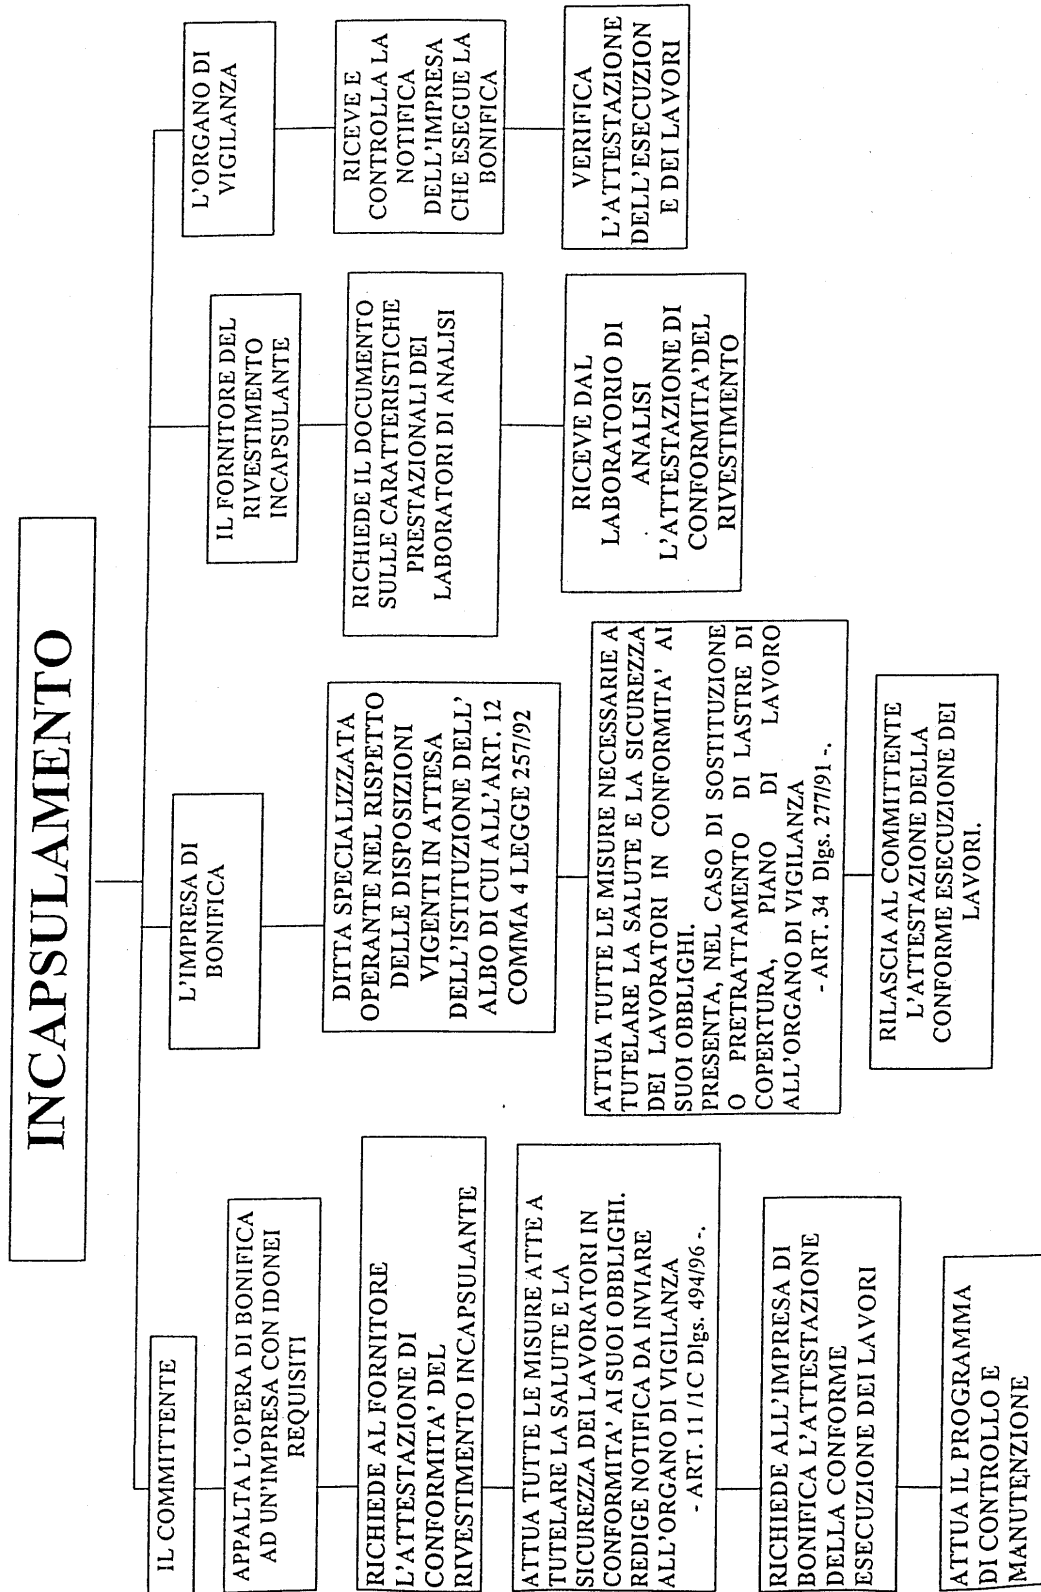 INCAPSULAMENTO
IL COMMITTENTE
APPALTA L'OPERA DI BONIFICA
AD UN'IMPRESA CON IDONEI
REQUISITI
RICHIEDE AL FORNITORE
L'ATTESTAZIONE DI
CONFORMITA' DEL
RIVESTIMENTO INCAPSULANTE
ATTUA TUTTE LE MISURE ATTE A
TUTELARE LA SALUTE E LA
SICUREZZA DEI LAVORATORI IN
CONFORMITA' AI SUOI OBBLIGHI.
REDIGE NOTIFICA DA INVIARE
ALL'ORGANO DI VIGILANZA
- ART. 11 /1C Dlgs. 494/96 -.
RICHIEDE ALL'IMPRESA DI
BONIFICA L'ATTESTAZIONE
DELLA CONFORME
ESECUZIONE DEI LAVORI
ATTUA IL PROGRAMMA
DI CONTROLLO E
MANUTENZIONE
L'IMPRESA DI
BONIFICA
DITTA SPECIALIZZATA
OPERANTE NEL RISPETTO
DELLE DISPOSIZIONI
VIGENTI IN ATTESA
DELL'ISTITUZIONE DELL'
ALBO DI CUI ALL'ART. 12
COMMA 4 LEGGE 257/92
ATTUA TUTTE LE MISURE NECESSARIE A
TUTELARE LA SALUTE E LA SICUREZZA
DEI LAVORATORI IN CONFORMITA' AI
SUOI OBBLIGHI.
PRESENTA, NEL CASO DI SOSTITUZIONE
O PRETRATTAMENTO DI LASTRE DI
COPERTURA, PIANO DI LAVORO
ALL'ORGANO DI VIGILANZA
- ART. 34 Dlgs. 277/91 -.
RILASCIA AL COMMITTENTE
L'ATTESTAZIONE DELLA
CONFORME ESECUZIONE DEI
LAVORI.
IL FORNITORE DEL
RIVESTIMENTO
INCAPSULANTE
RICHIEDE IL DOCUMENTO
SULLE CARATTERISTICHE
PRESTAZIONALI DEI
LABORATORI DI ANALISI
RICEVE DAL
LABORATORIO DI
ANALISI
L'ATTESTAZIONE DI
CONFORMITA'DEL
RIVESTIMENTO
L'ORGANO DI
VIGILANZA
RICEVE E
CONTROLLA LA
NOTIFICA
DELL'IMPRESA
CHE ESEGUE LA
BONIFICA
VERIFICA
L'ATTESTAZIONE
DELL'ESECUZION
E DEI LAVORI